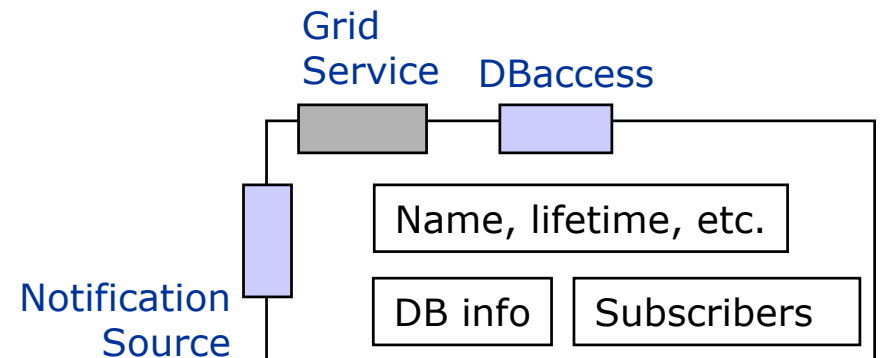 Grid
Service
DBaccess
Name, lifetime, etc.
Notification
Source
DB info
Subscribers